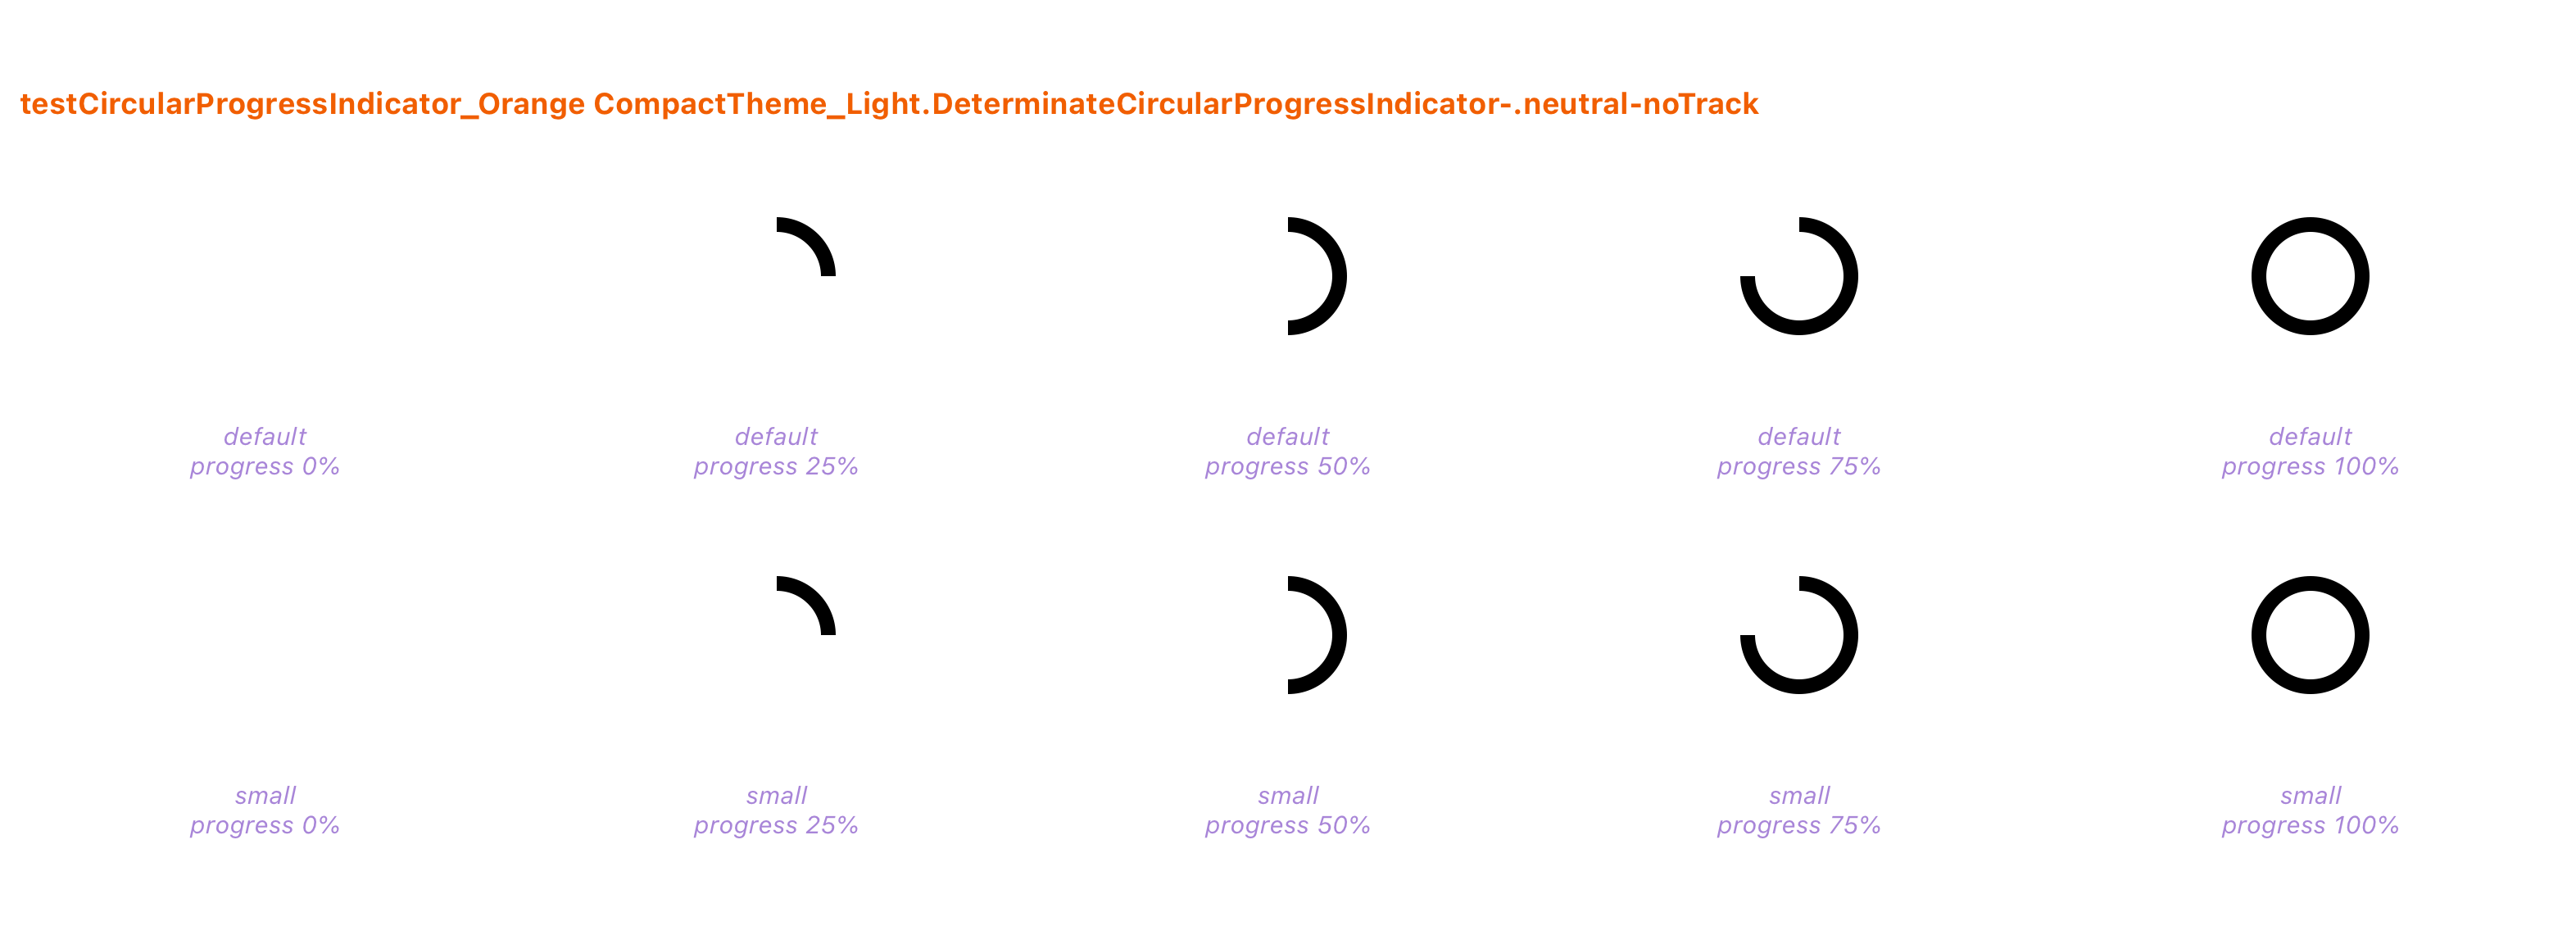 testCircularProgressIndicator_Orange CompactTheme_Light.DeterminateCircularProgressIndicator-.neutral-noTrack
default
progress 0%
default
progress 25%
default
progress 50%
default
progress 75%
default
progress 100%
small
progress 0%
small
progress 25%
small
progress 50%
small
progress 75%
small
progress 100%